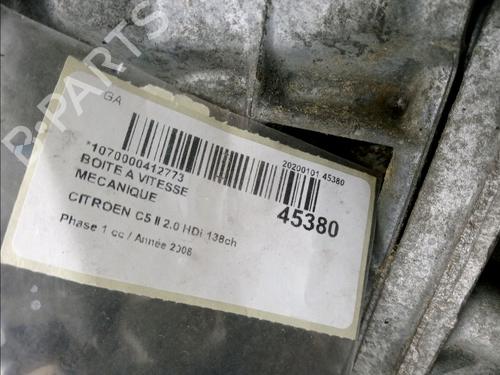 B-PARTS
GA
*1070000412773
20200101 45380
BOITE A VITESSE
MECANIQUE
45380
CITROEN C5 II 2.0 HDi 138ch
Phase 1 cc / Année 2008